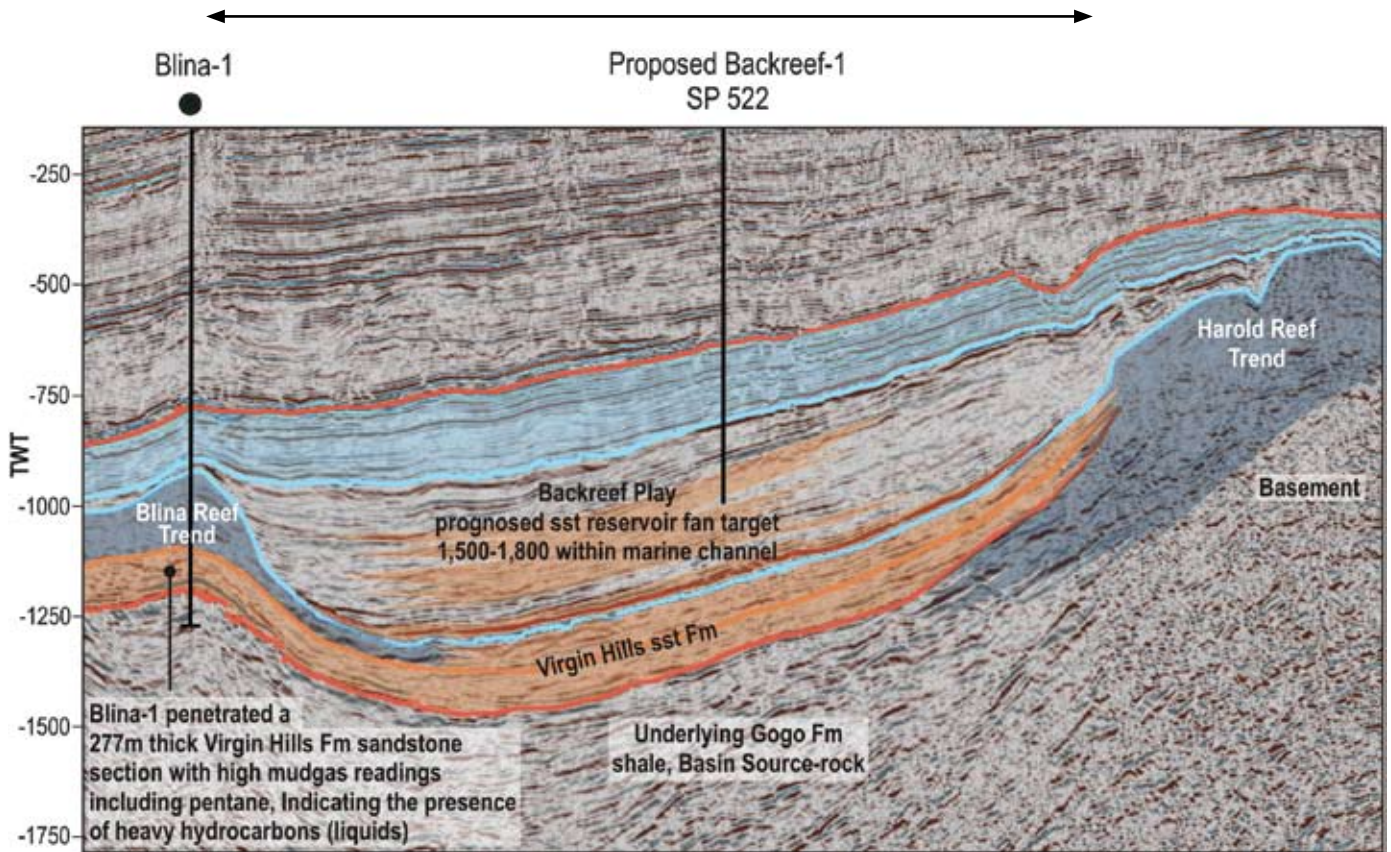 Blina-1
Proposed Backreef-1
SP 522
TWT
-250
-500
-750
-1000
-1250
-1500
-1750
Harold Reef
Trend
Basement
Backreef Play
prognosed sst reservoir fan target
1,500-1,800 within marine channel
Blina Reef
Trend
Virgin Hills sst Fm
Blina-1 penetrated a
277m thick Virgin Hills Fm sandstone
section with high mudgas readings
including pentane, Indicating the presence
of heavy hydrocarbons (liquids)
Underlying Gogo Fm
shale, Basin Source-rock